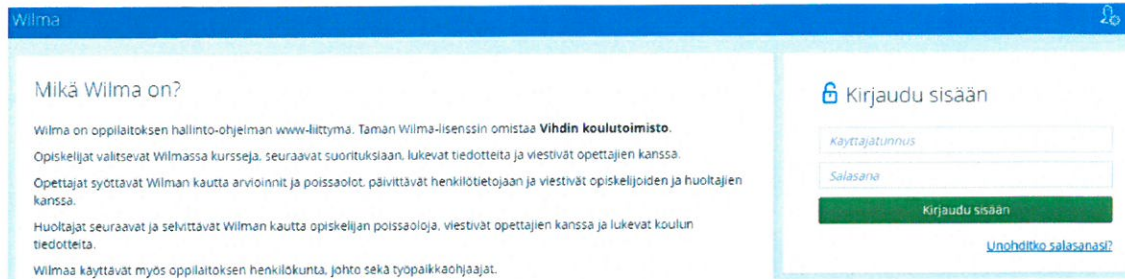 Wilma
Mikä Wilma on?
Wilma on oppilaitoksen hallinto-ohjelman www-liittymä. Tämän Wilma-lisenssin omistaa Vihdin koulutoimisto.
Opiskelijat valitsevat Wilmassa kursseja, seuraavat suorituksiaan, lukevat tiedotteita ja viestivät opettajien kanssa.
Opettajat syöttävät Wilman kautta arvioinnit ja poissaolot, päivittävät henkilötietojaan ja viestivät opiskelijoiden ja huoltajien
kanssa.
Huoltajat seuraavat ja selvittävät Wilman kautta opiskelijan poissaoloja, viestivät opettajien kanssa ja lukevat koulun
tiedotteita.
Wilmaa käyttävät myös oppilaitoksen henkilökunta, johto sekä työpaikkaohjaajat.
Kirjaudu sisään
Käyttäjätunnus
Salasana
Kirjaudu sisään
Unohditko salasanasi?